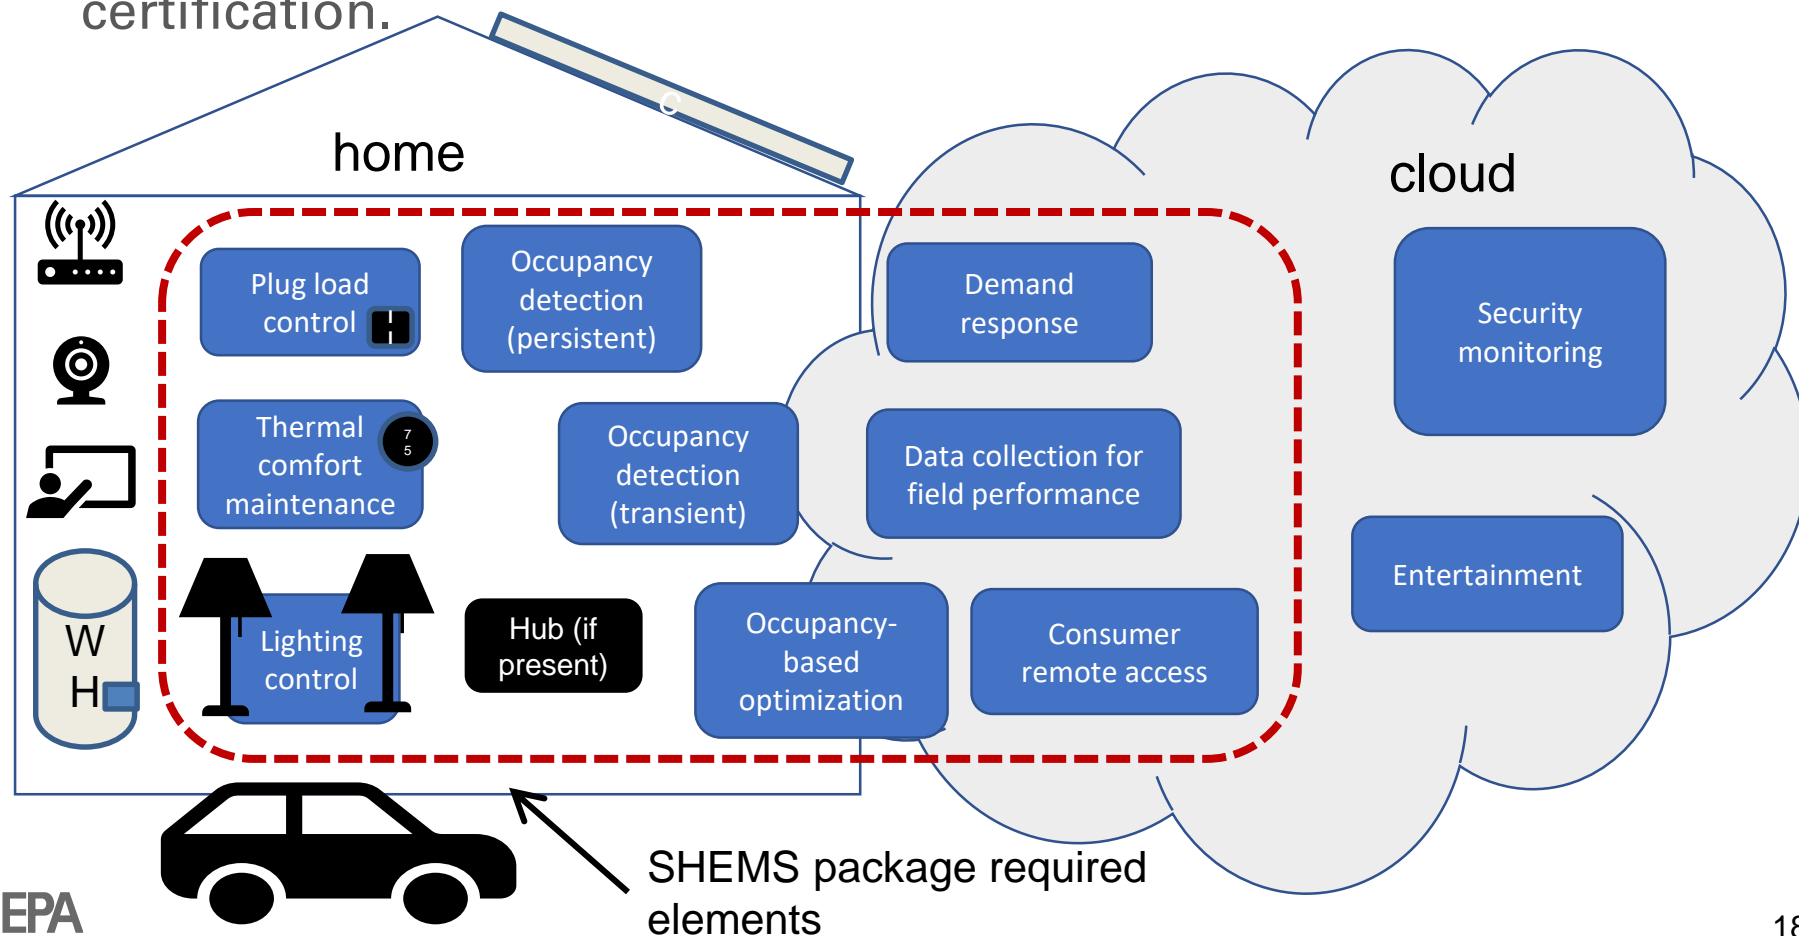 certification.
c
home
cloud
Plug load
control
Occupancy
detection
(persistent)
Demand
response
Security
monitoring
Thermal
comfort
maintenance
7
5
Occupancy
detection
(transient)
Data collection for
field performance
Entertainment
W
H
Lighting
control
Hub (if
present)
Occupancy-
based
optimization
Consumer
remote access
SHEMS package required
elements
EPA
18